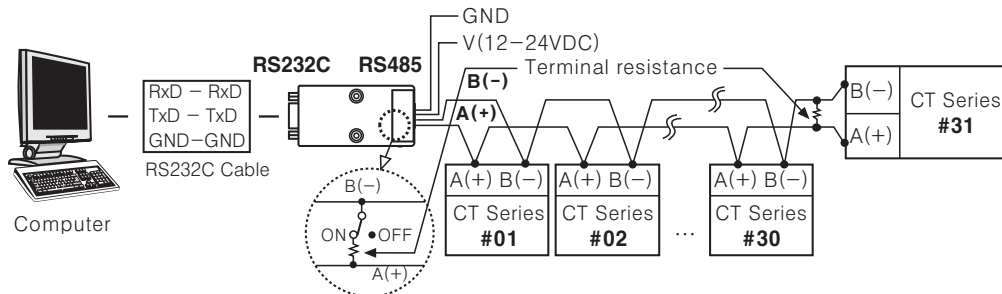 GND
V(12-24VDC)
RS232C RS485
Terminal resistance
B(-)
A(+)
RxD - RxD
TxD - TxD
GND-GND
RS232C Cable
Computer
B(-)
ON OFF
A(+)
A(+) B(-)
CT Series
#01
A(+) B(-)
CT Series
#02
...
A(+) B(-)
CT Series
#30
B(-)
A(+)
CT Series
#31